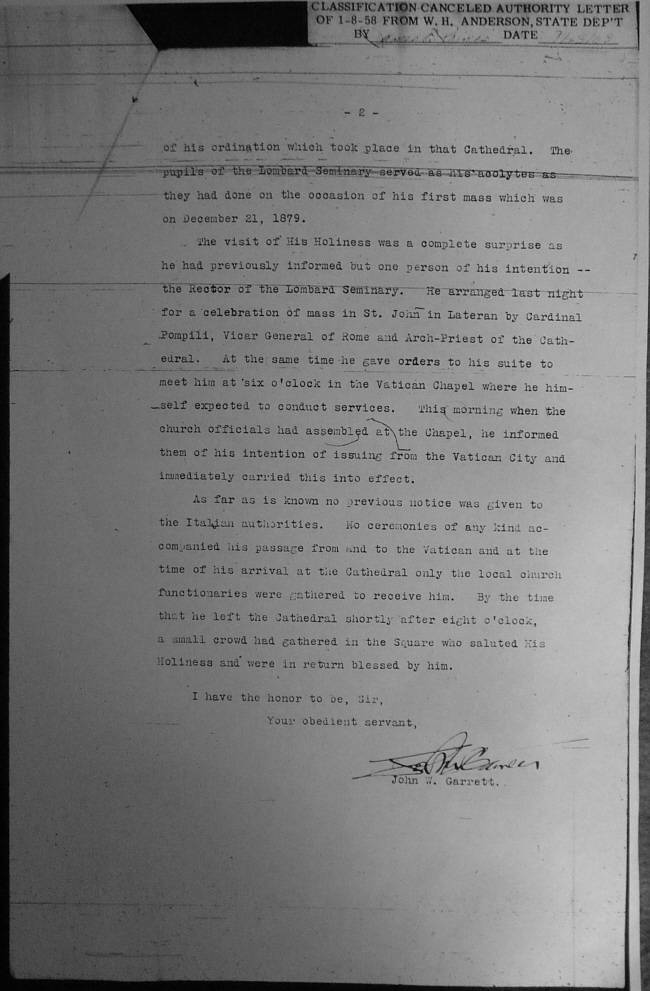 CLASSIFICATION CANCELED AUTHORITY LETTER
OF 1-8-58 FROM W. H. ANDERSON, STATE DEP'T
BY DATE
- 2 -
of his ordination which took place in that Cathedral. The
pupils of the Lombard Seminary served as his acolytes as
they had done on the occasion of his first mass which was
on December 21, 1879.
The visit of His Holiness was a complete surprise as
he had previously informed but one person of his intention --
the Rector of the Lombard Seminary. He arranged last night
for a celebration of mass in St. John in Lateran by Cardinal
Pompili, Vicar General of Rome and Arch-Priest of the Cath-
edral. At the same time he gave orders to his suite to
meet him at six o'clock in the Vatican Chapel where he him-
self expected to conduct services. This morning when the
church officials had assembled at the Chapel, he informed
them of his intention of issuing from the Vatican City and
immediately carried this into effect.
As far as is known no previous notice was given to
the Italian authorities. No ceremonies of any kind ac-
companied his passage from and to the Vatican and at the
time of his arrival at the Cathedral only the local church
functionaries were gathered to receive him. By the time
that he left the Cathedral shortly after eight o'clock,
a small crowd had gathered in the Square who saluted His
Holiness and were in return blessed by him.
I have the honor to be, Sir,
Your obedient servant,
John W. Garrett.